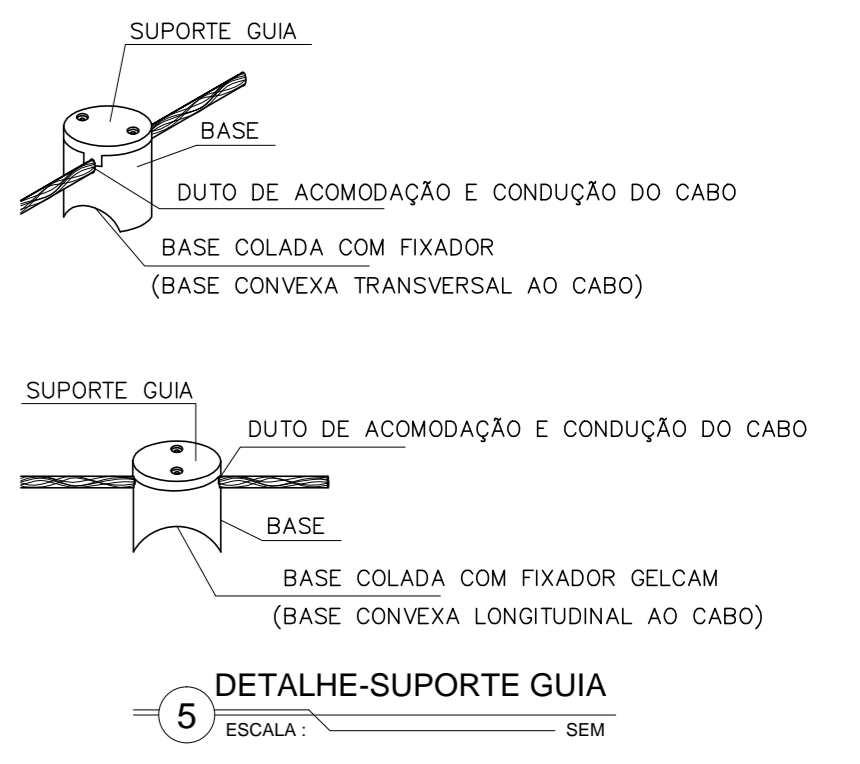 SUPORTE GUIA
BASE
DUTO DE ACOMODAÇÃO E CONDUÇÃO DO CABO
BASE COLADA COM FIXADOR
(BASE CONVEXA TRANSVERSAL AO CABO)
SUPORTE GUIA
DUTO DE ACOMODAÇÃO E CONDUÇÃO DO CABO
BASE
BASE COLADA COM FIXADOR GELCAM
(BASE CONVEXA LONGITUDINAL AO CABO)
DETALHE-SUPORTE GUIA
5
ESCALA : SEM